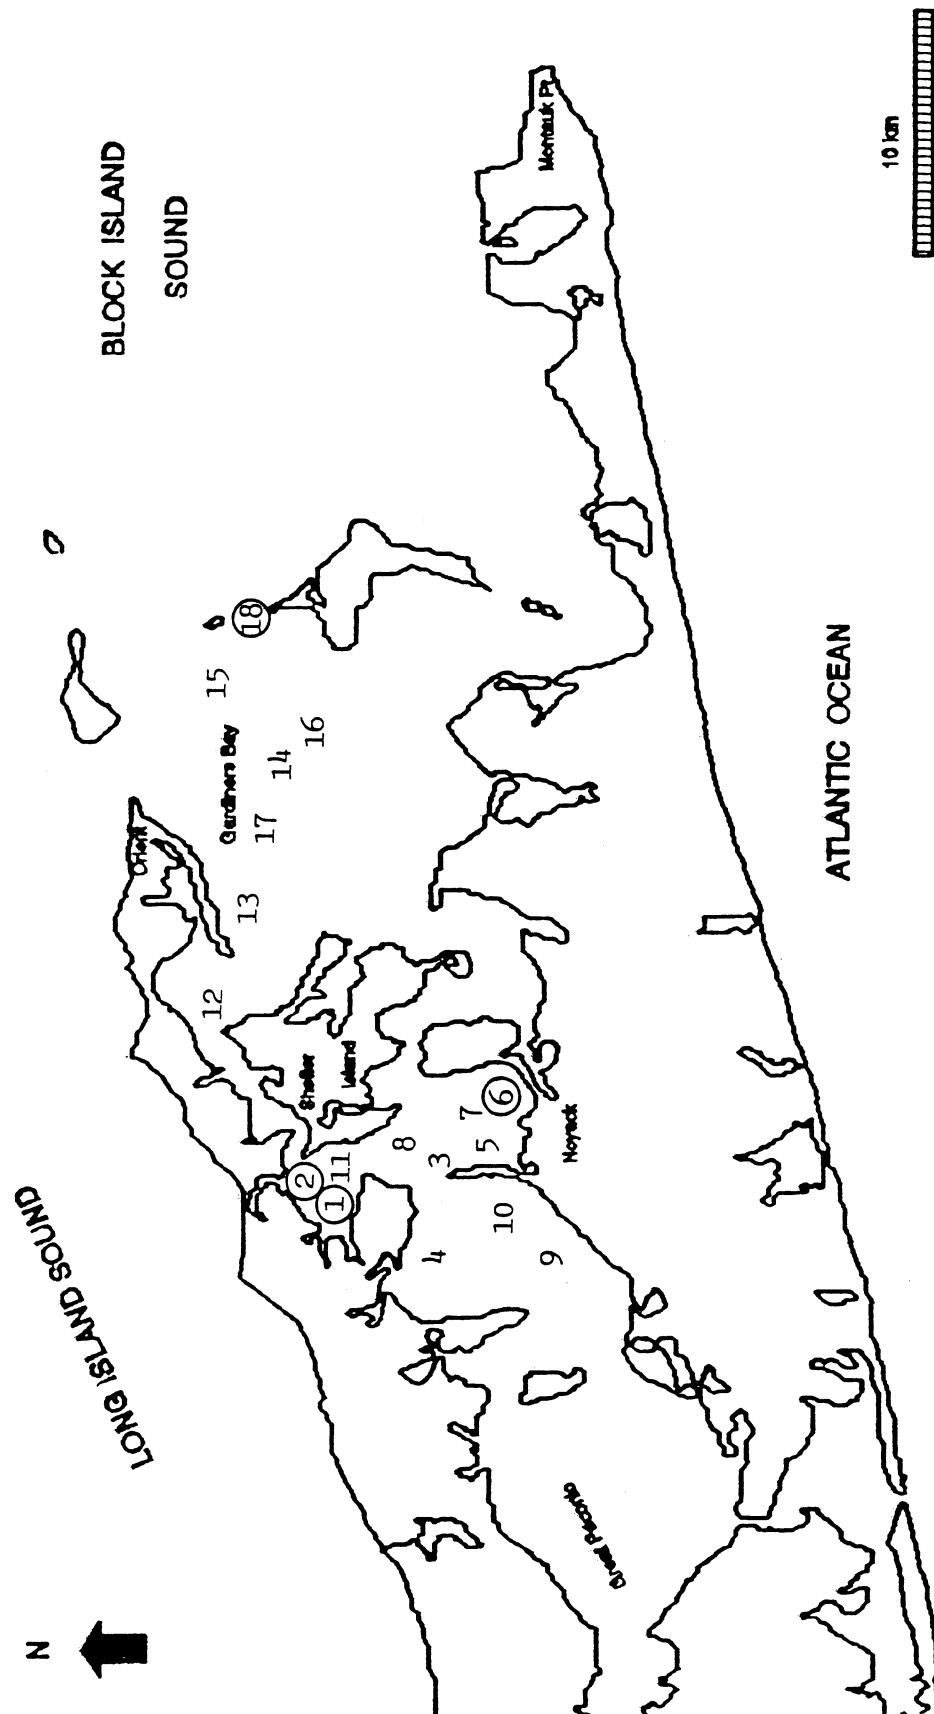 N
LONG ISLAND SOUND
BLOCK ISLAND
SOUND
Orient
Gardiners Bay
Shelter
Island
Montauk Pt.
Noyack
Great Peconic
ATLANTIC OCEAN
10 km
1
2
3
4
5
6
7
8
9
10
11
12
13
14
15
16
17
18